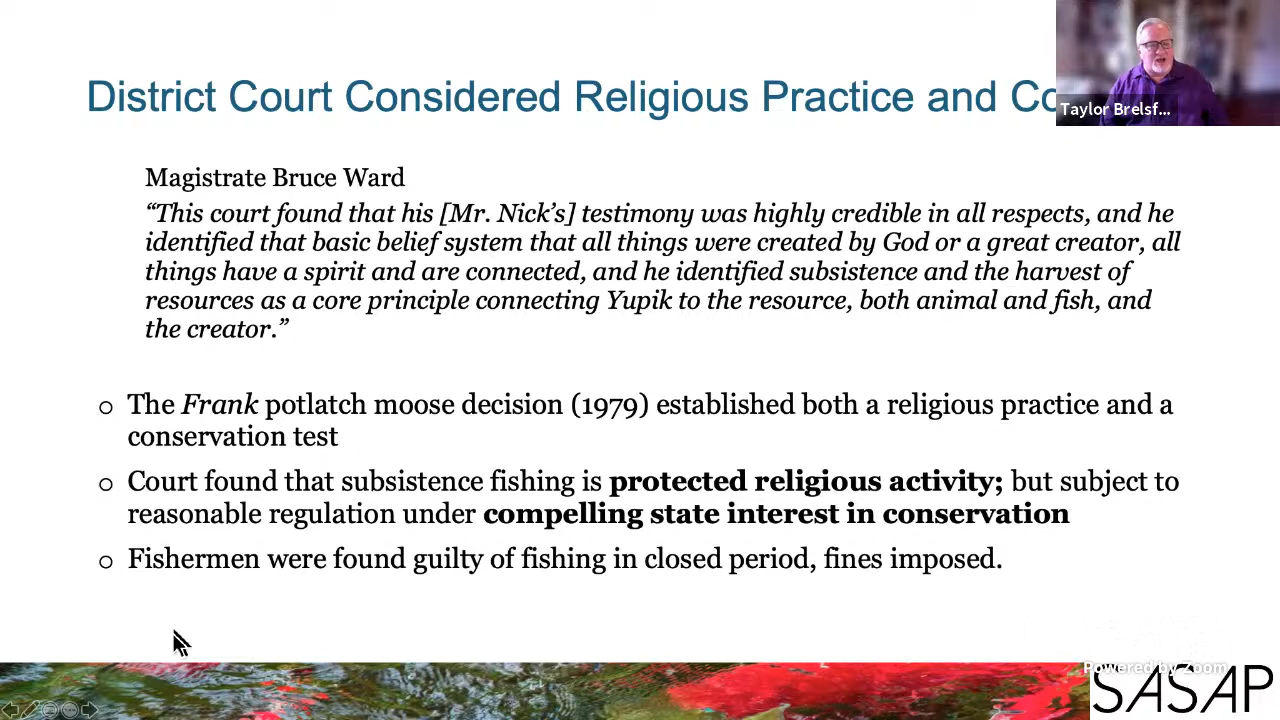 District Court Considered Religious Practice and Co
Taylor Brelsf...
Magistrate Bruce Ward
“This court found that his [Mr. Nick’s] testimony was highly credible in all respects, and he
identified that basic belief system that all things were created by God or a great creator, all
things have a spirit and are connected, and he identified subsistence and the harvest of
resources as a core principle connecting Yupik to the resource, both animal and fish, and
the creator.”
o The Frank potlatch moose decision (1979) established both a religious practice and a
conservation test
o Court found that subsistence fishing is protected religious activity; but subject to
reasonable regulation under compelling state interest in conservation
o Fishermen were found guilty of fishing in closed period, fines imposed.
Powered by Zoom
SASAP